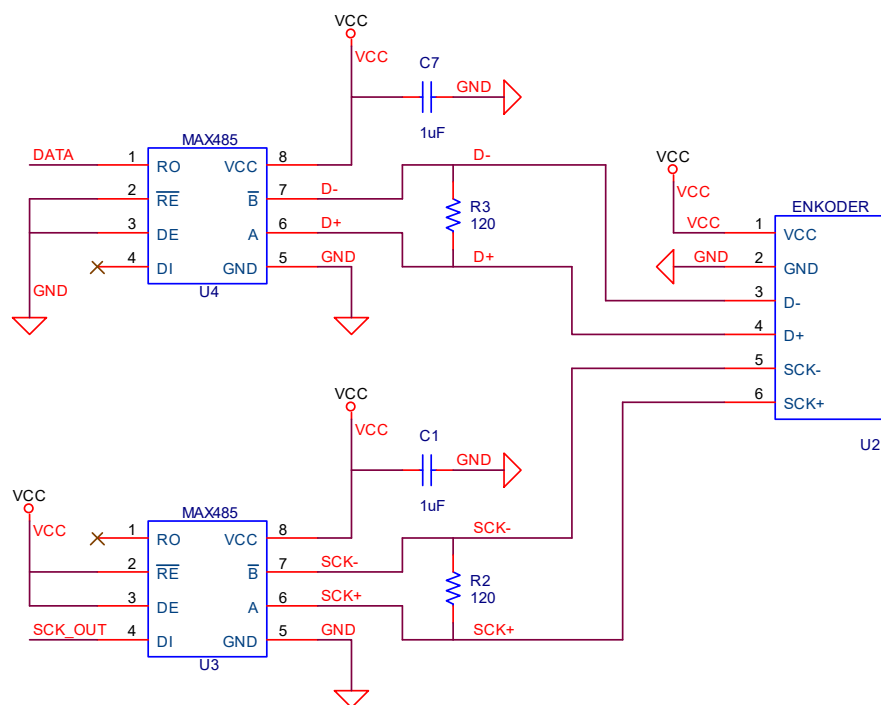 VCC
VCC
C7
GND
1uF
MAX485
DATA
1
RO
VCC
8
2
RE
B
7
D-
D-
3
DE
A
6
D+
R3
120
4
DI
GND
5
GND
D+
GND
U4
VCC
VCC
ENKODER
VCC
1
VCC
GND
2
GND
3
D-
4
D+
5
SCK-
6
SCK+
U2
VCC
VCC
C1
GND
1uF
VCC
VCC
MAX485
1
RO
VCC
8
SCK-
2
RE
B
7
SCK-
3
DE
A
6
SCK+
R2
120
SCK_OUT
4
DI
GND
5
GND
SCK+
U3